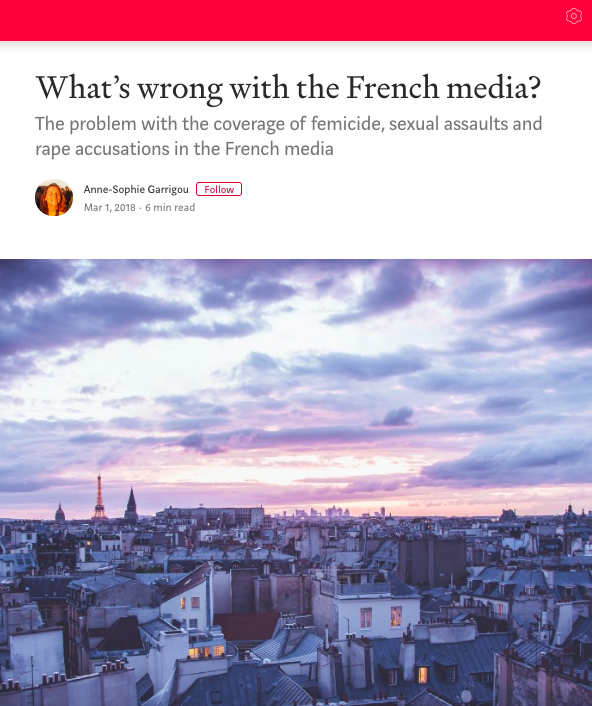 What’s wrong with the French media?
The problem with the coverage of femicide, sexual assaults and
rape accusations in the French media
Anne-Sophie Garrigou Follow
Mar 1, 2018 · 6 min read